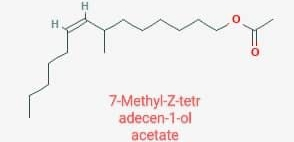 H
H
O
O
7-Methyl-Z-tetr
adecen-1-ol
acetate